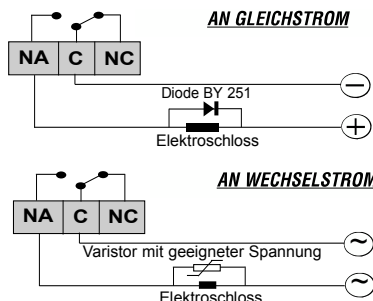 AN GLEICHSTROM
NA C NC
−
Diode BY 251
+
Elektroschloss
AN WECHSELSTROM
NA C NC
~
Varistor mit geeigneter Spannung
~
Elektroschloss